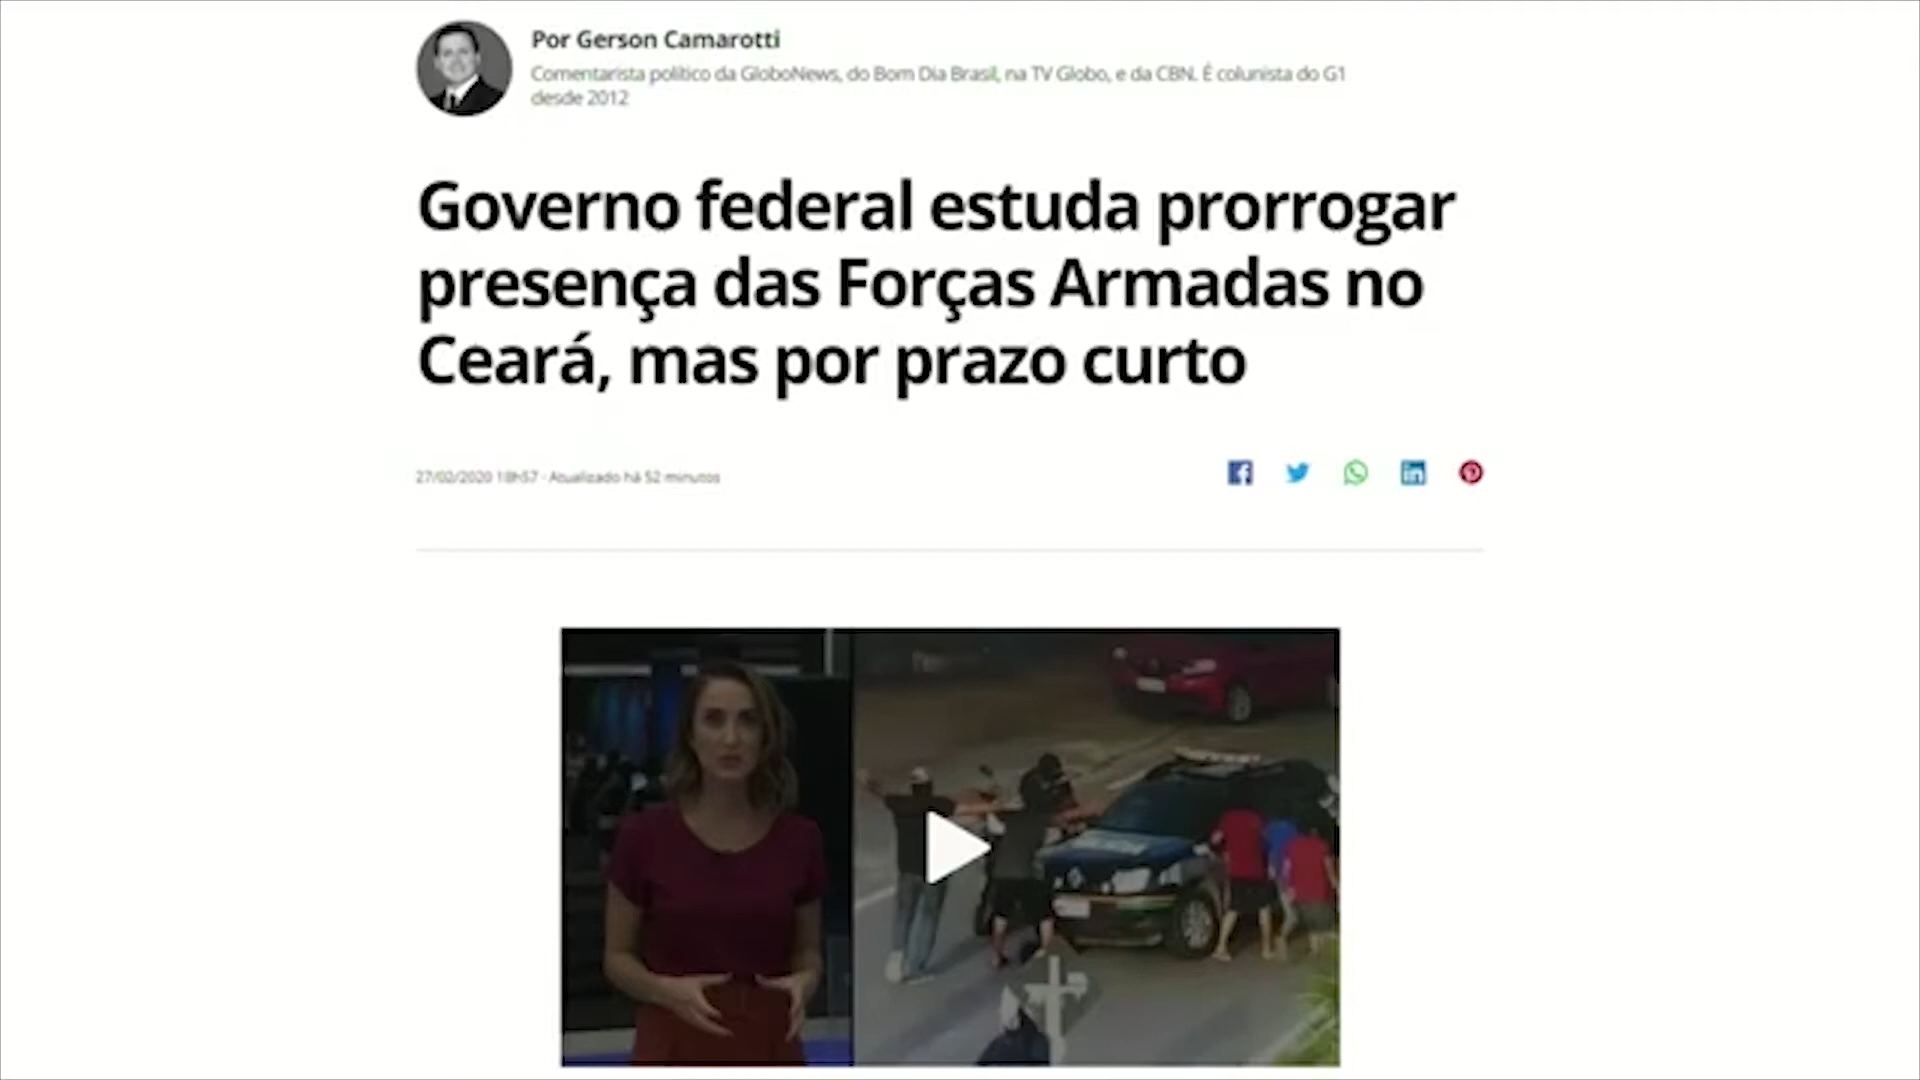 Por Gerson Camarotti
Comentarista político da GloboNews, do Bom Dia Brasil, na TV Globo, e da CBN. É colunista do G1
desde 2012
Governo federal estuda prorrogar
presença das Forças Armadas no
Ceará, mas por prazo curto
27/02/2020 18h57 · Atualizado há 52 minutos